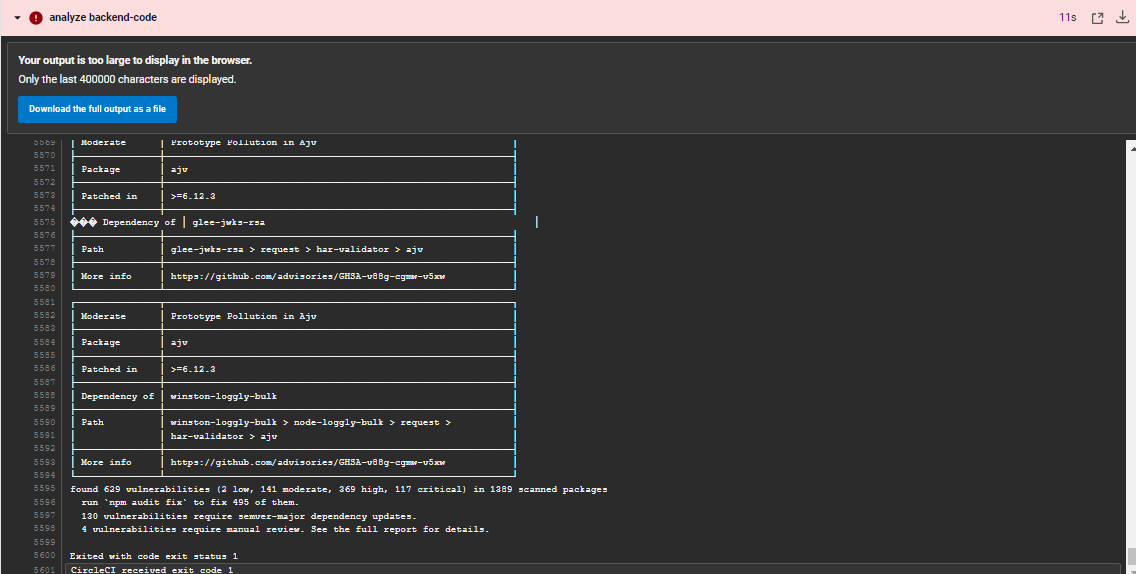 analyze backend-code 11s
Your output is too large to display in the browser.
Only the last 400000 characters are displayed.
Download the full output as a file
5569 | Moderate | Prototype Pollution in Ajv |
5570
5571 | Package | ajv |
5572
5573 | Patched in | >=6.12.3 |
5574
5575 ��� Dependency of | glee-jwks-rsa |
5576
5577 | Path | glee-jwks-rsa > request > har-validator > ajv |
5578
5579 | More info | https://github.com/advisories/GHSA-v88g-cgmw-v5xw |
5580
5581
5582 | Moderate | Prototype Pollution in Ajv |
5583
5584 | Package | ajv |
5585
5586 | Patched in | >=6.12.3 |
5587
5588 | Dependency of | winston-loggly-bulk |
5589
5590 | Path | winston-loggly-bulk > node-loggly-bulk > request > |
5591 | | har-validator > ajv |
5592
5593 | More info | https://github.com/advisories/GHSA-v88g-cgmw-v5xw |
5594
5595 found 629 vulnerabilities (2 low, 141 moderate, 369 high, 117 critical) in 1389 scanned packages
5596 run `npm audit fix` to fix 495 of them.
5597 130 vulnerabilities require semver-major dependency updates.
5598 4 vulnerabilities require manual review. See the full report for details.
5599
5600 Exited with code exit status 1
5601 CircleCI received exit code 1